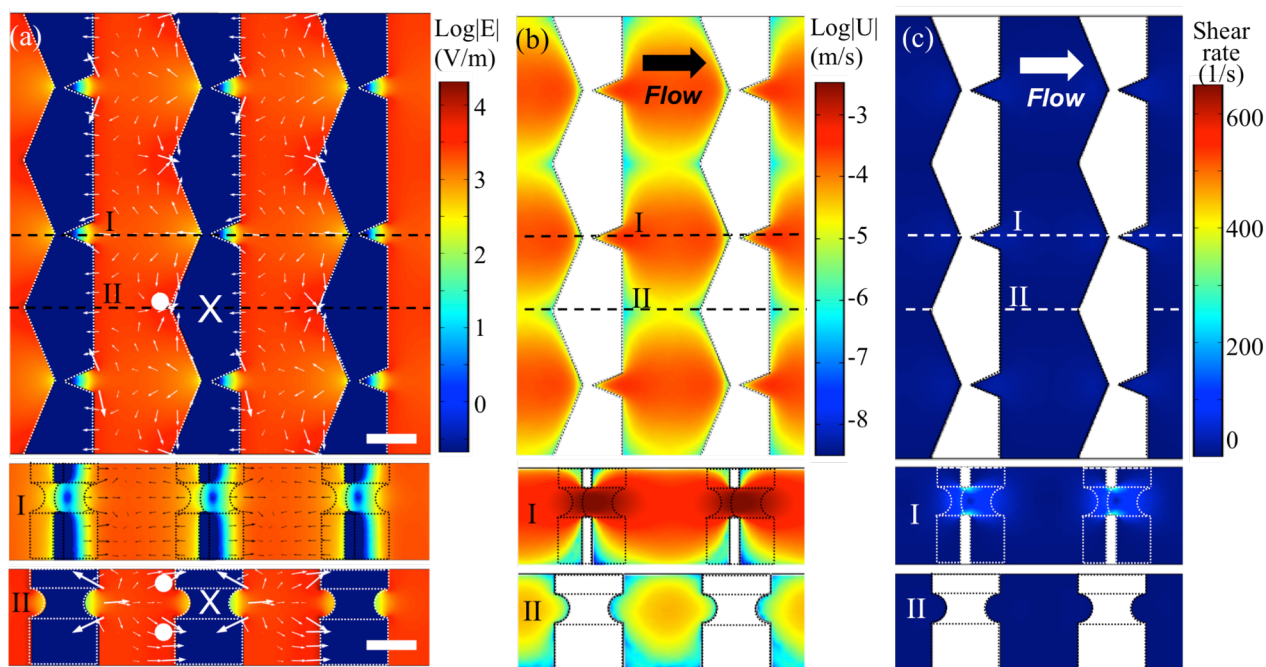 (a)
Log|E|
(V/m)
4
3
2
1
0
I
II
X
I
II
X
(b)
Log|U|
(m/s)
Flow
-3
-4
-5
-6
-7
-8
I
II
I
II
(c)
Shear
rate
(1/s)
Flow
600
400
200
0
I
II
I
II